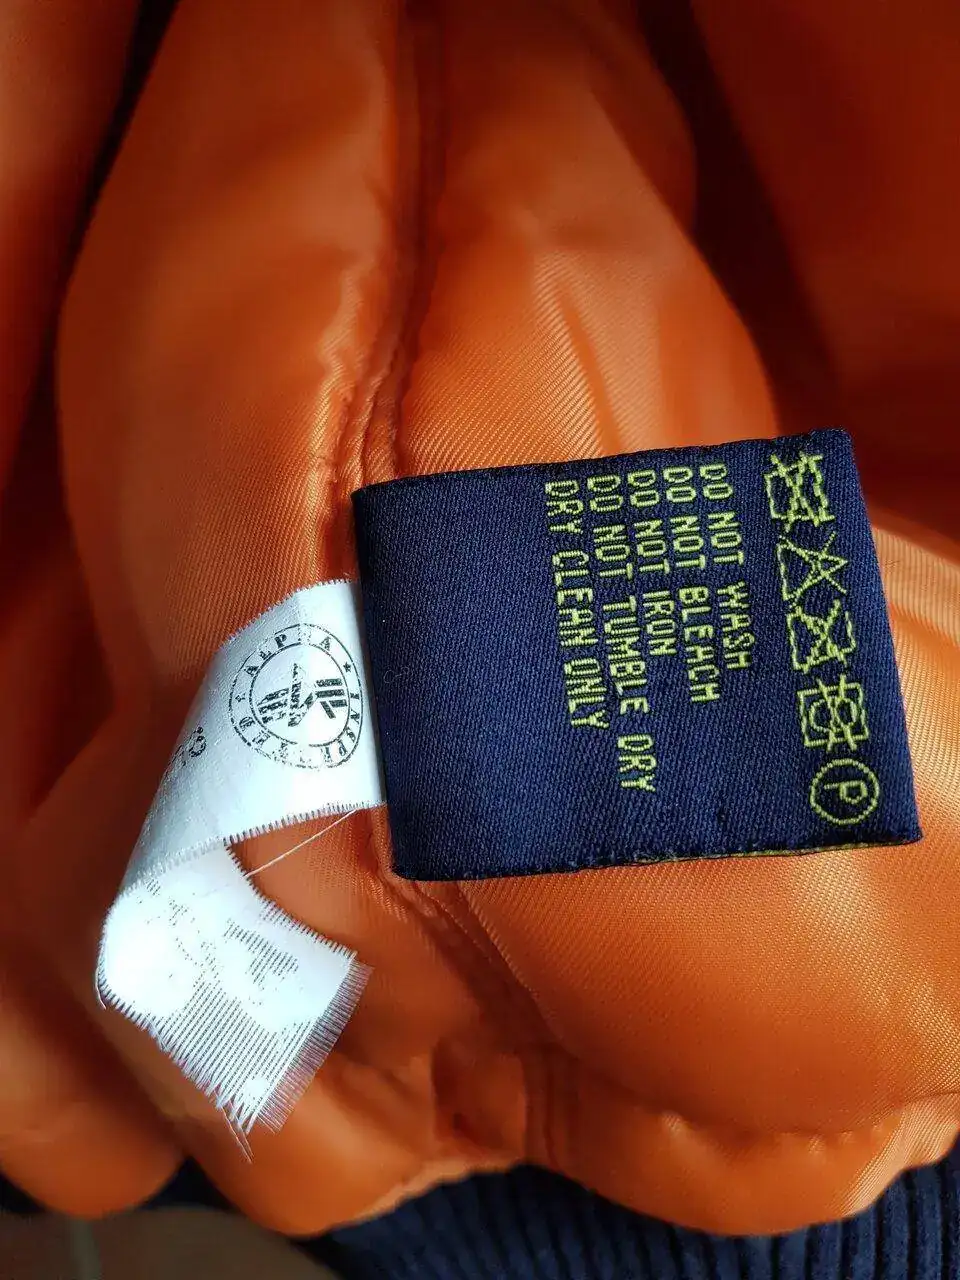 DO NOT WASH
DO NOT BLEACH
DO NOT IRON
DO NOT TUMBLE DRY
DRY CLEAN ONLY
P
ALPHA ★ INSPECTED